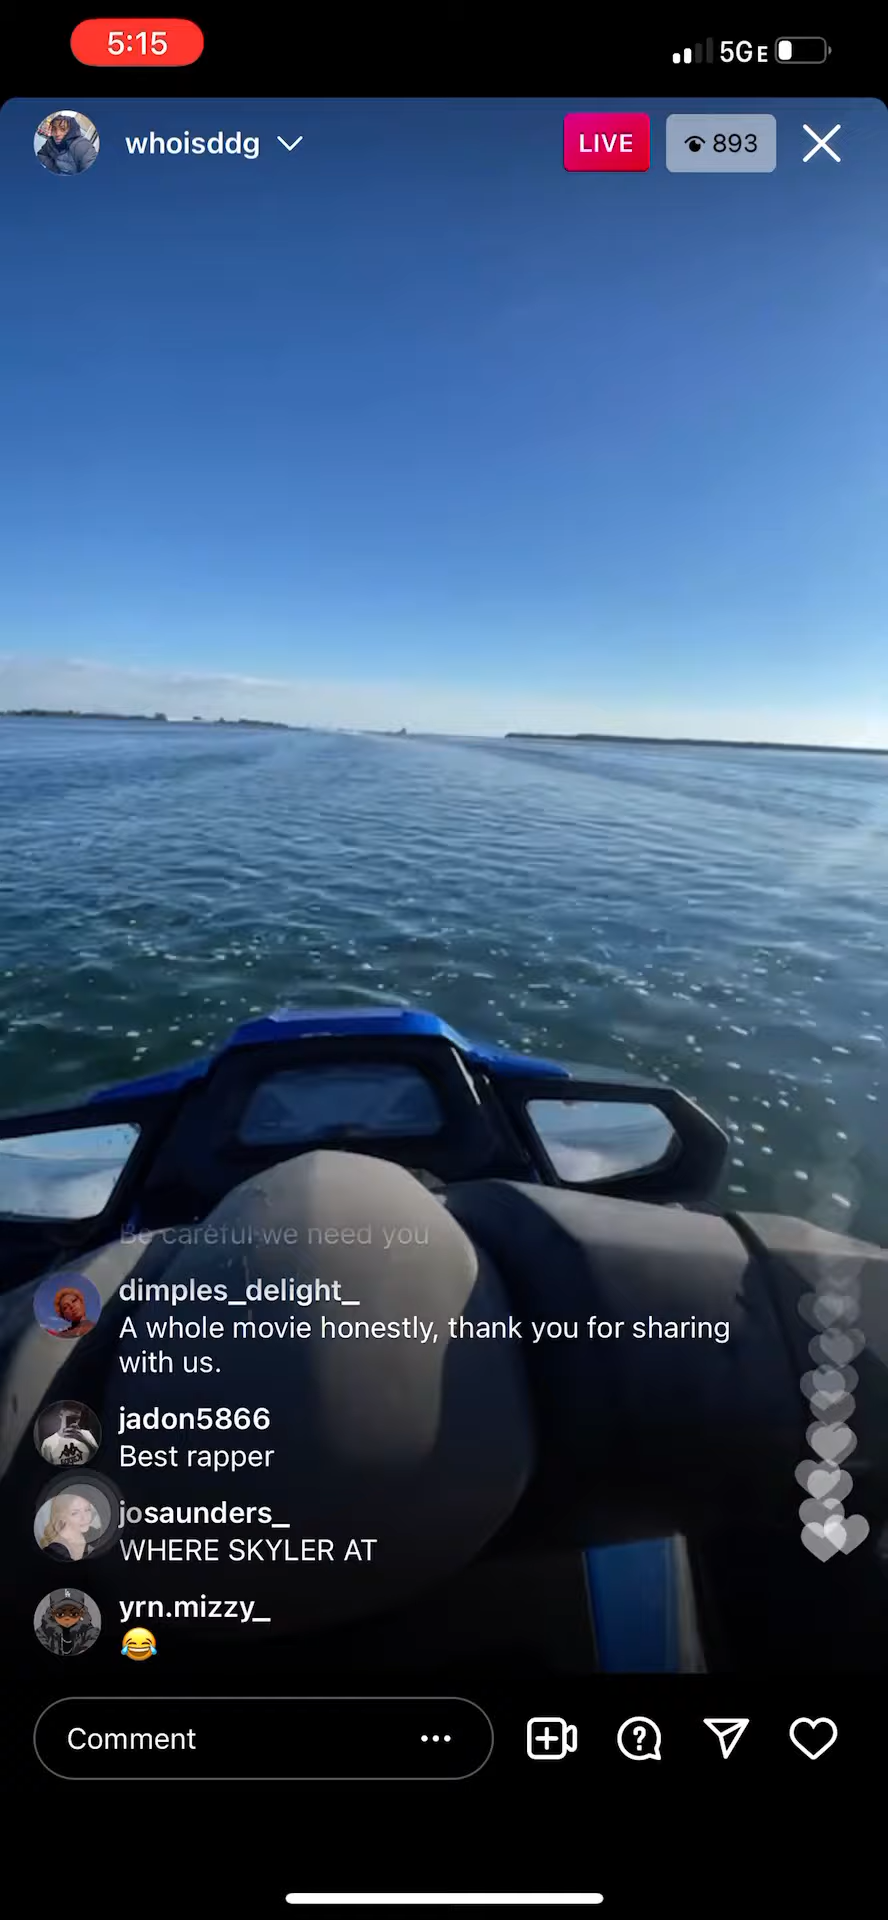 5:15
5GE
whoisddg
LIVE
893
Be careful we need you
dimples_delight_
A whole movie honestly, thank you for sharing
with us.
jadon5866
Best rapper
josaunders_
WHERE SKYLER AT
yrn.mizzy_
😂
Comment